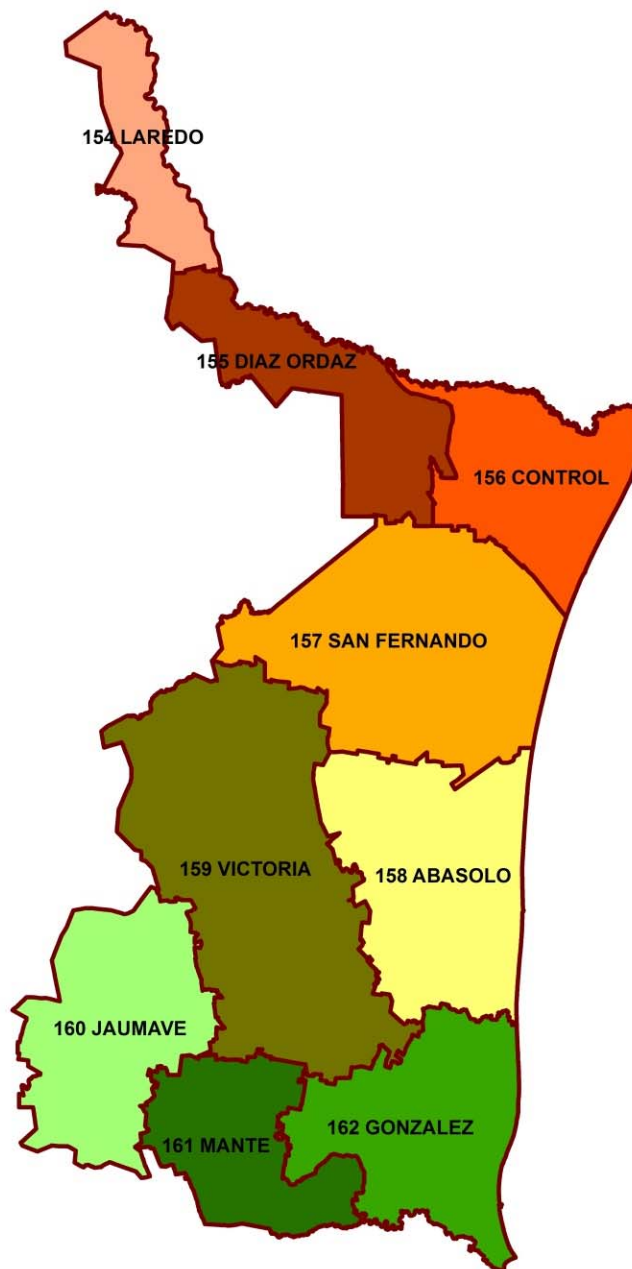 154 LAREDO
155 DIAZ ORDAZ
156 CONTROL
157 SAN FERNANDO
159 VICTORIA
158 ABASOLO
160 JAUMAVE
162 GONZALEZ
161 MANTE